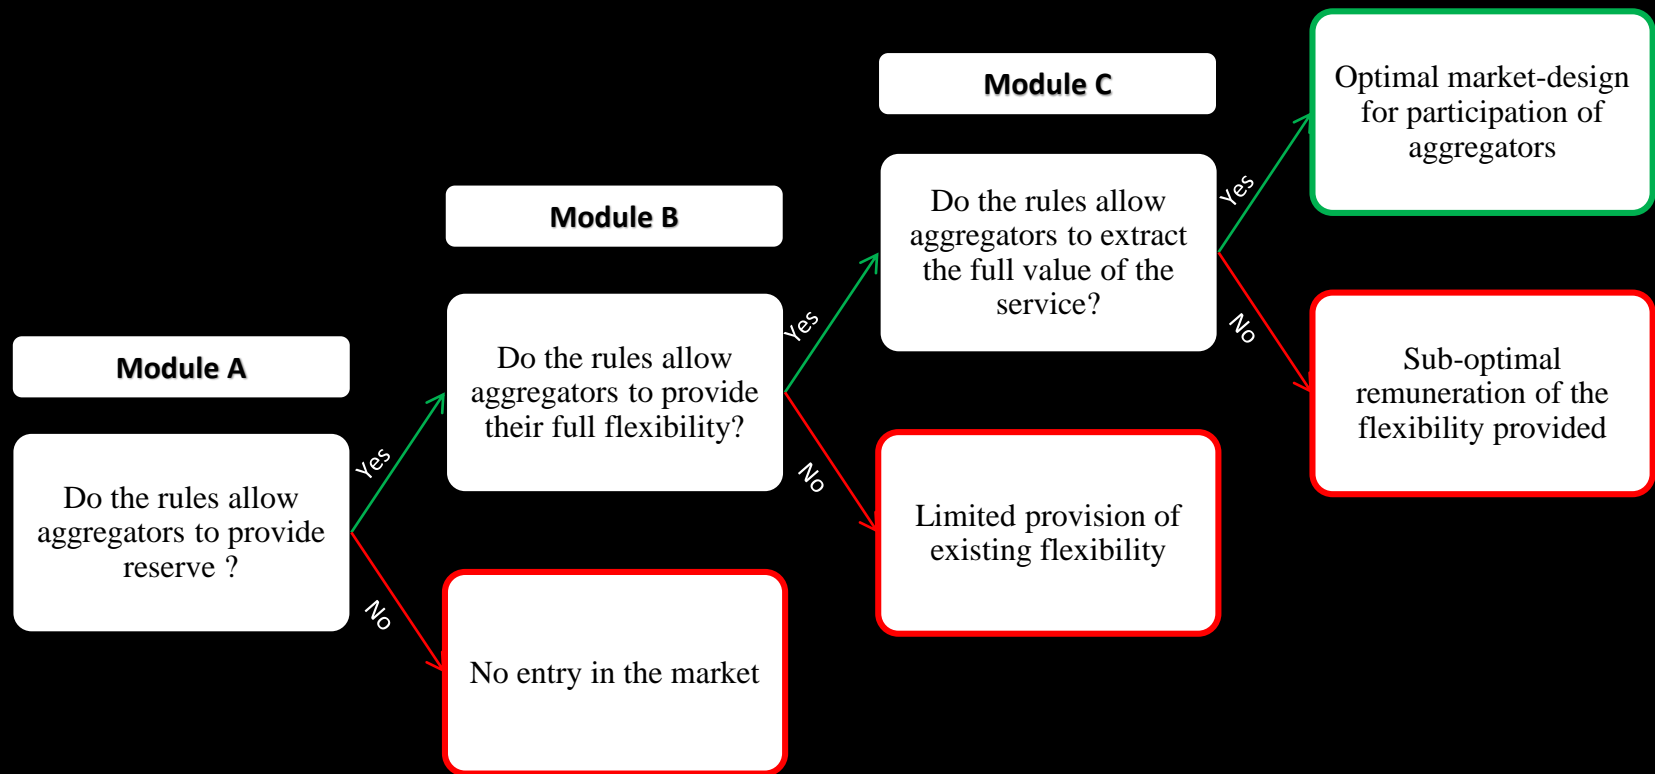 Module A
Do the rules allow
aggregators to provide
reserve ?
Yes
No
Module B
Do the rules allow
aggregators to provide
their full flexibility?
No entry in the market
Yes
No
Module C
Do the rules allow
aggregators to extract
the full value of the
service?
Limited provision of
existing flexibility
Yes
No
Optimal market-design
for participation of
aggregators
Sub-optimal
remuneration of the
flexibility provided